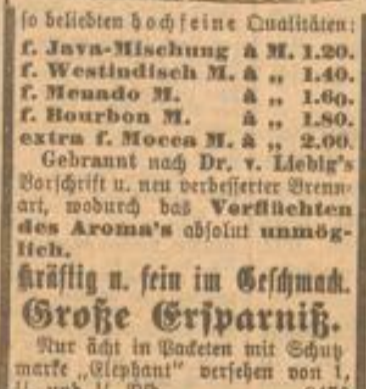 so beliebten hochfeine Qualitäten:
f. Java-Mischung à M. 1.20.
f. Westindisch M. à „ 1.40.
f. Menado M. à „ 1.60.
f. Bourbon M. à „ 1.80.
extra f. Mocca M. à „ 2.00.
Gebrannt nach Dr. v. Liebig's
Vorschrift u. neu verbesserter Brenn-
art, wodurch das Verflüchten
des Aroma's absolut unmög-
lich.
Kräftig u. fein im Geschmack.
Große Ersparniß.
Nur ächt in Packeten mit Schutz
marke „Elephant" versehen von 1,